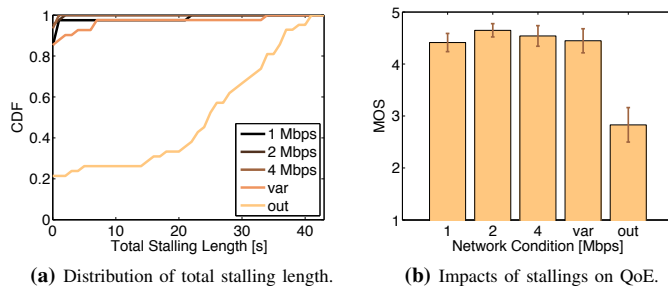 1
0.8
0.6
0.4
0.2
0
CDF
0 10 20 30 40
Total Stalling Length [s]
1 Mbps
2 Mbps
4 Mbps
var
out
(a) Distribution of total stalling length.
5
4
3
2
1
MOS
1 2 4 var out
Network Condition [Mbps]
(b) Impacts of stallings on QoE.